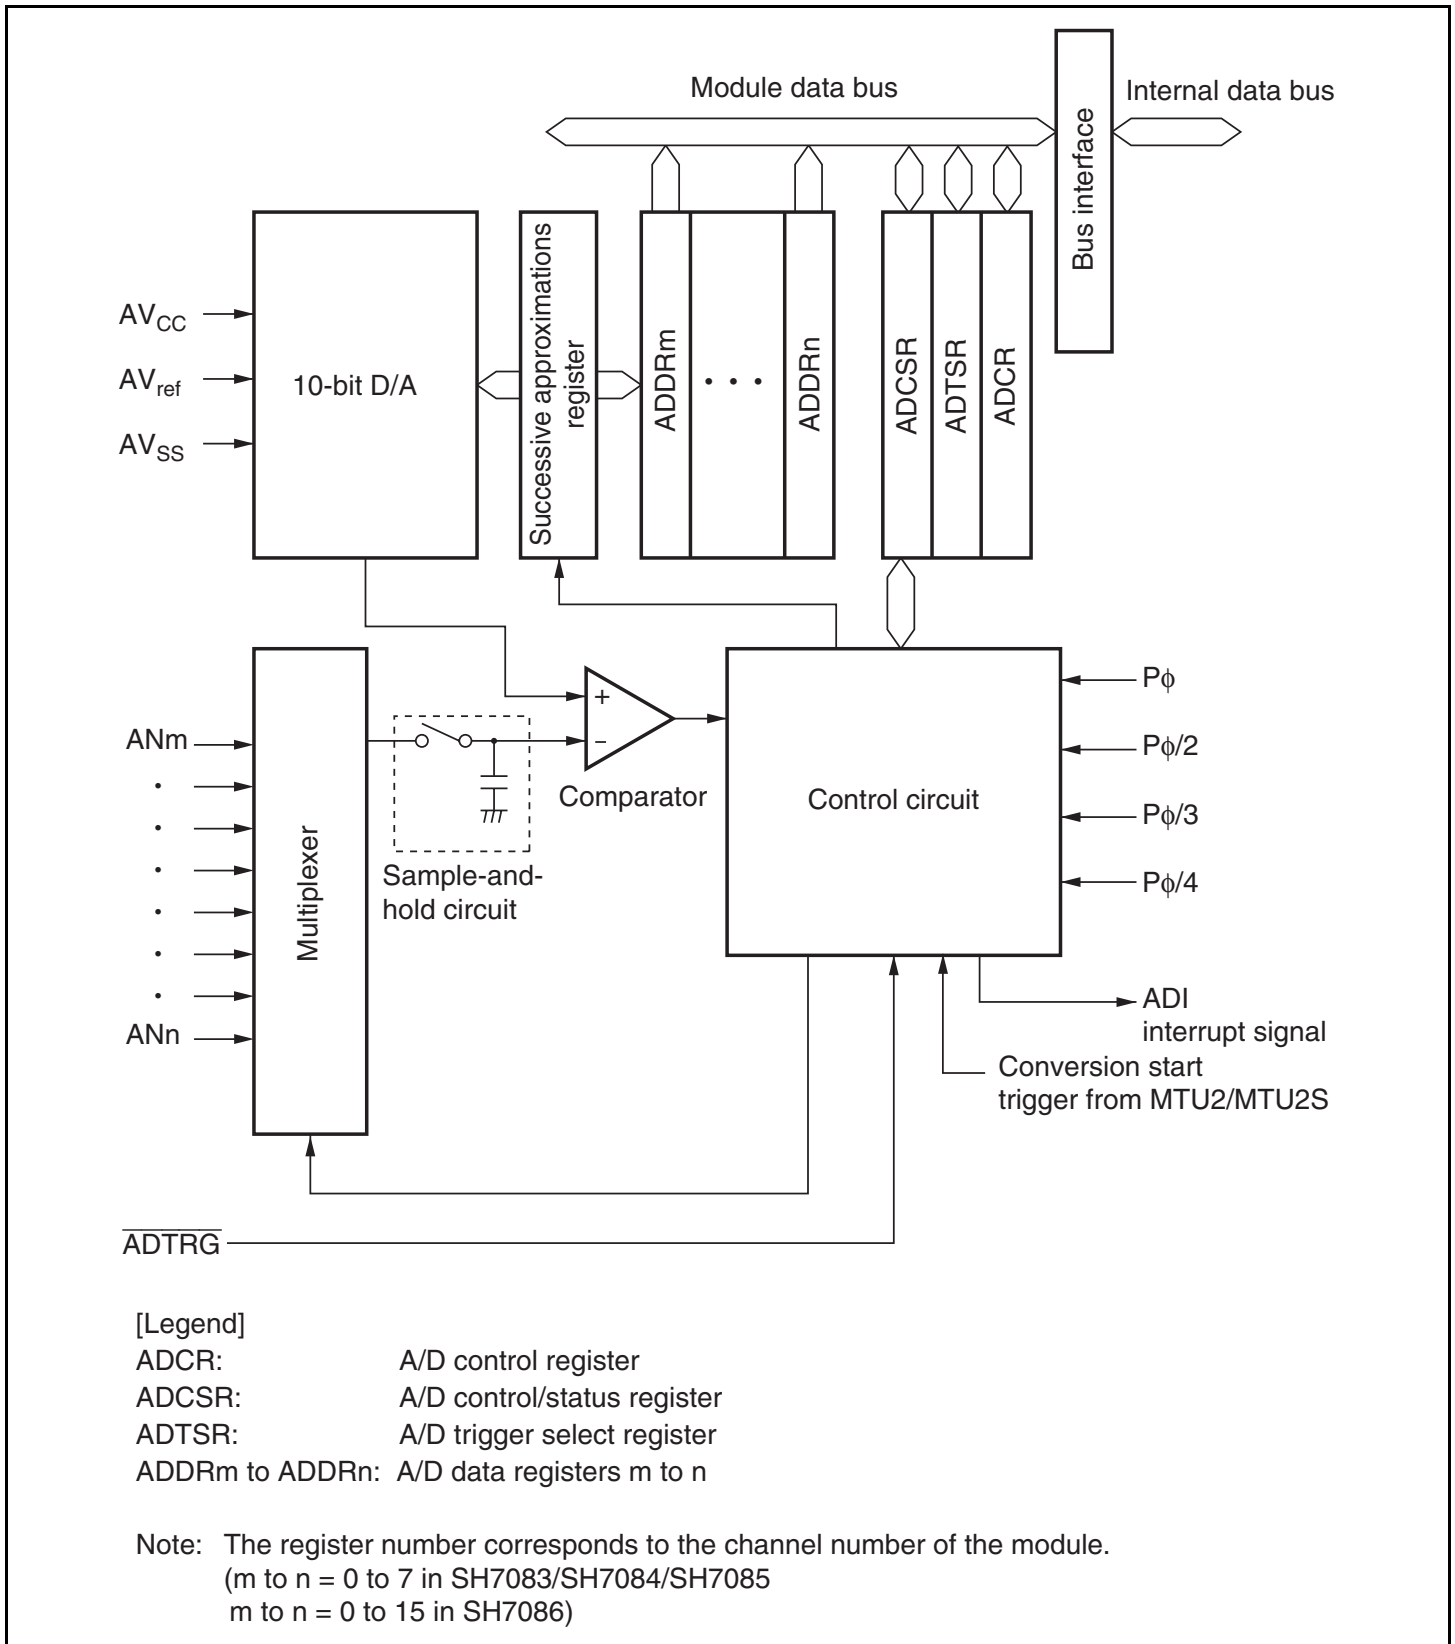 Module data bus
Internal data bus
Bus interface
AVCC
AVref
AVSS
10-bit D/A
Successive approximations
register
ADDRm
• • •
ADDRn
ADCSR
ADTSR
ADCR
ANm
•
•
•
•
•
•
ANn
Multiplexer
Sample-and-
hold circuit
+
−
Comparator
Control circuit
Pϕ
Pϕ/2
Pϕ/3
Pϕ/4
ADI
interrupt signal
Conversion start
trigger from MTU2/MTU2S
ADTRG
[Legend]
ADCR: A/D control register
ADCSR: A/D control/status register
ADTSR: A/D trigger select register
ADDRm to ADDRn: A/D data registers m to n
Note: The register number corresponds to the channel number of the module.
(m to n = 0 to 7 in SH7083/SH7084/SH7085
m to n = 0 to 15 in SH7086)